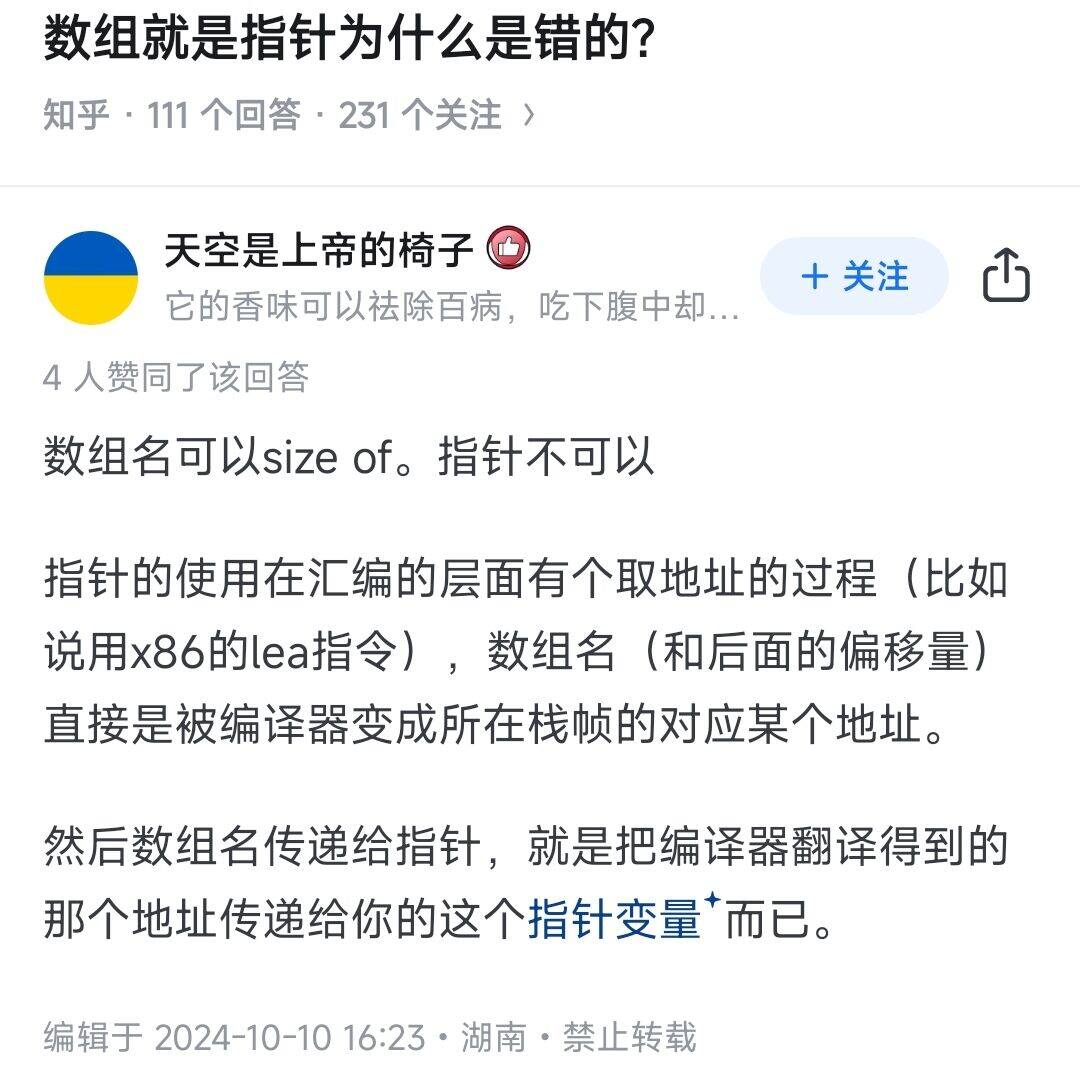 数组就是指针为什么是错的?
知乎 · 111 个回答 · 231 个关注 >
天空是上帝的椅子
它的香味可以祛除百病，吃下腹中却...
+ 关注
4 人赞同了该回答
数组名可以size of。指针不可以
指针的使用在汇编的层面有个取地址的过程（比如
说用x86的lea指令），数组名（和后面的偏移量）
直接是被编译器变成所在栈帧的对应某个地址。
然后数组名传递给指针，就是把编译器翻译得到的
那个地址传递给你的这个指针变量而已。
编辑于 2024-10-10 16:23 · 湖南 · 禁止转载